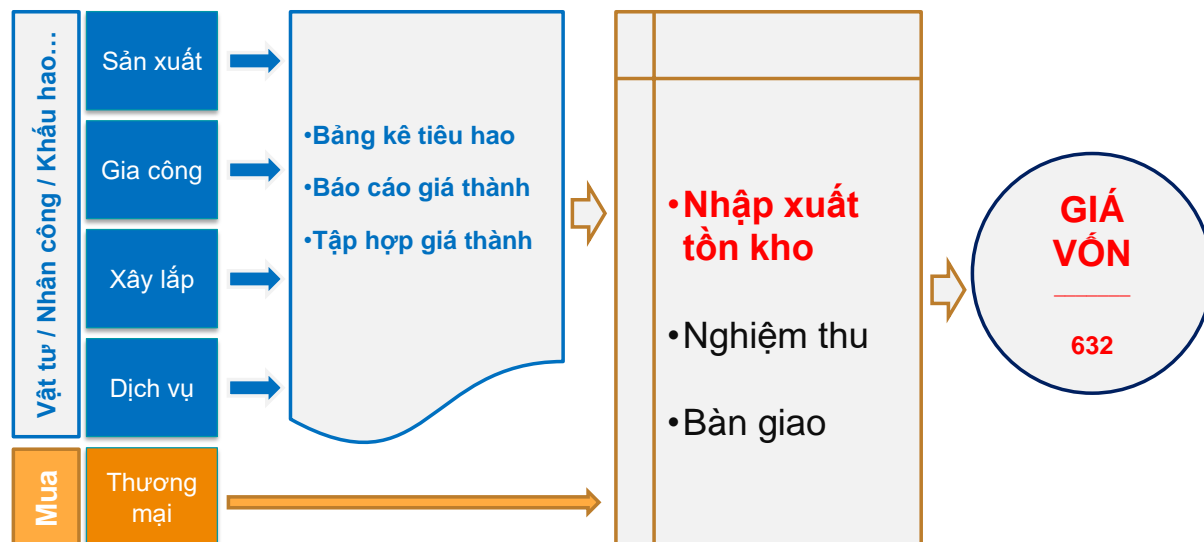 Vật tư / Nhân công / Khấu hao…
Sản xuất
Gia công
Xây lắp
Dịch vụ
Mua
Thương
mại
•Bảng kê tiêu hao
•Báo cáo giá thành
•Tập hợp giá thành
•Nhập xuất
tồn kho
•Nghiệm thu
•Bàn giao
GIÁ
VỐN
632